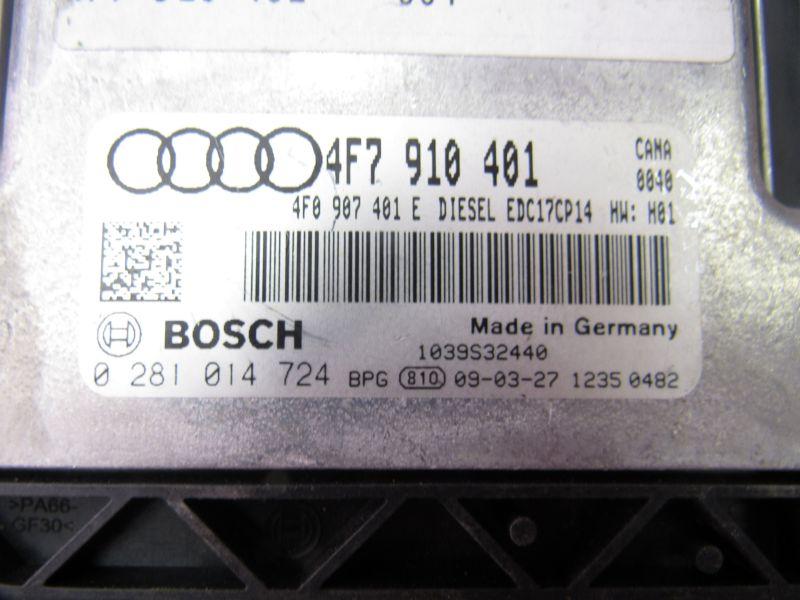 4F7 910 401 CANA
0040
4F0 907 401 E DIESEL EDC17CP14 HW: H01
BOSCH Made in Germany
1039S32440
0 281 014 724 BPG 810 09-03-27 1235 0482
>PA66-
GF30<